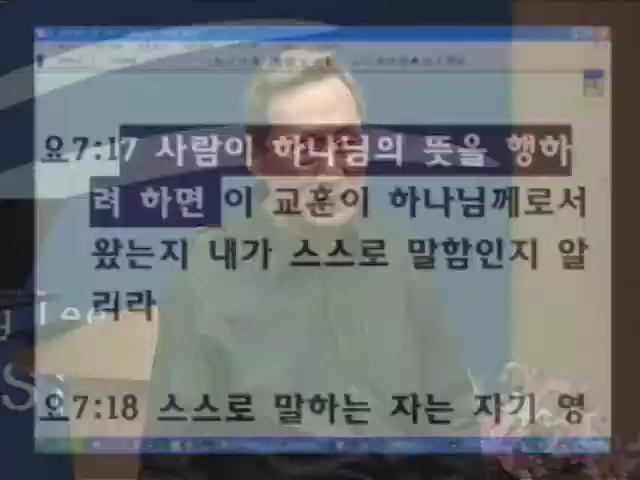 요7:17 사람이 하나님의 뜻을 행하
려 하면 이 교훈이 하나님께로서
왔는지 내가 스스로 말함인지 알
리라
요7:18 스스로 말하는 자는 자기 영